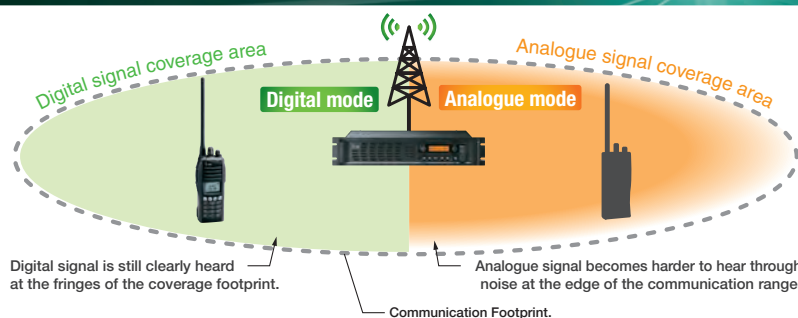 Digital signal coverage area
Analogue signal coverage area
Digital mode
Analogue mode
Digital signal is still clearly heard
at the fringes of the coverage footprint.
Analogue signal becomes harder to hear through
noise at the edge of the communication range
Communication Footprint.